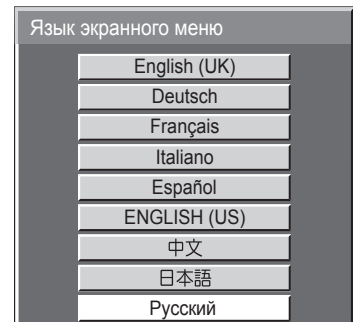 Язык экранного меню
English (UK)
Deutsch
Français
Italiano
Español
ENGLISH (US)
中文
日本語
Русский